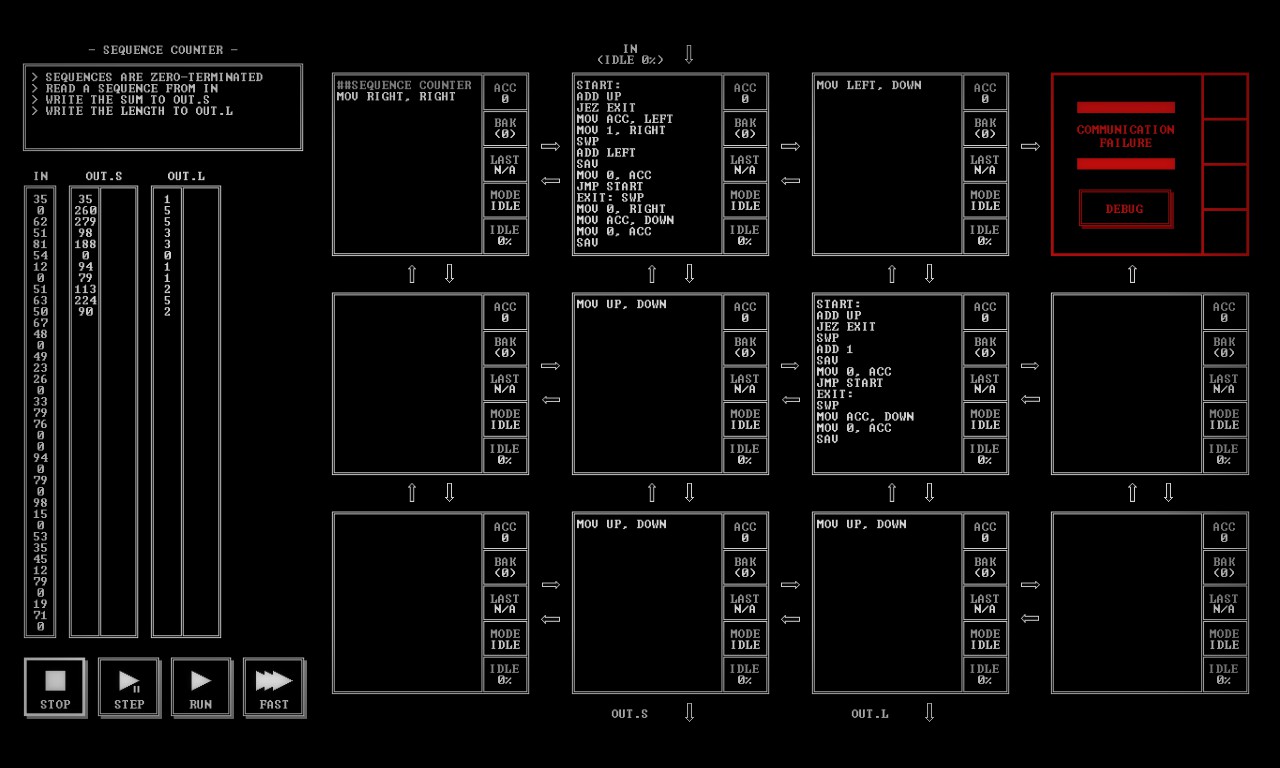 - SEQUENCE COUNTER -
> SEQUENCES ARE ZERO-TERMINATED
> READ A SEQUENCE FROM IN
> WRITE THE SUM TO OUT.S
> WRITE THE LENGTH TO OUT.L
IN OUT.S OUT.L
35 35 1
0 260 5
62 279 5
51 98 3
81 188 3
54 0 0
12 94 1
0 79 1
51 113 2
63 224 5
50 90 2
67
48
0
49
23
26
0
33
79
76
0
0
94
0
79
0
98
15
0
53
35
45
12
79
0
19
71
0
STOP
STEP
RUN
FAST
IN
(IDLE 0%)
##SEQUENCE COUNTER
MOV RIGHT, RIGHT
ACC
0
BAK
(0)
LAST
N/A
MODE
IDLE
IDLE
0%
START:
ADD UP
JEZ EXIT
MOV ACC, LEFT
MOV 1, RIGHT
SWP
ADD LEFT
SAV
MOV 0, ACC
JMP START
EXIT: SWP
MOV 0, RIGHT
MOV ACC, DOWN
MOV 0, ACC
SAV
ACC
0
BAK
(0)
LAST
N/A
MODE
IDLE
IDLE
0%
MOV LEFT, DOWN
ACC
0
BAK
(0)
LAST
N/A
MODE
IDLE
IDLE
0%
COMMUNICATION
FAILURE
DEBUG
ACC
0
BAK
(0)
LAST
N/A
MODE
IDLE
IDLE
0%
MOV UP, DOWN
ACC
0
BAK
(0)
LAST
N/A
MODE
IDLE
IDLE
0%
START:
ADD UP
JEZ EXIT
SWP
ADD 1
SAV
MOV 0, ACC
JMP START
EXIT:
SWP
MOV ACC, DOWN
MOV 0, ACC
SAV
ACC
0
BAK
(0)
LAST
N/A
MODE
IDLE
IDLE
0%
ACC
0
BAK
(0)
LAST
N/A
MODE
IDLE
IDLE
0%
ACC
0
BAK
(0)
LAST
N/A
MODE
IDLE
IDLE
0%
MOV UP, DOWN
ACC
0
BAK
(0)
LAST
N/A
MODE
IDLE
IDLE
0%
MOV UP, DOWN
ACC
0
BAK
(0)
LAST
N/A
MODE
IDLE
IDLE
0%
ACC
0
BAK
(0)
LAST
N/A
MODE
IDLE
IDLE
0%
OUT.S
OUT.L